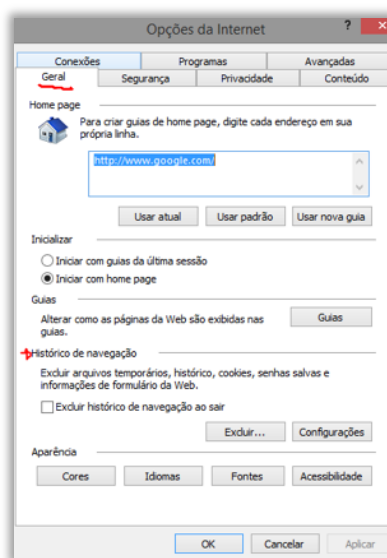 Opções da Internet
?
Conexões Programas Avançadas
Geral Segurança Privacidade Conteúdo
Home page
Para criar guias de home page, digite cada endereço em sua
própria linha.
http://www.google.com/
Usar atual Usar padrão Usar nova guia
Inicializar
Iniciar com guias da última sessão
Iniciar com home page
Guias
Alterar como as páginas da Web são exibidas nas
guias.
Guias
Histórico de navegação
Excluir arquivos temporários, histórico, cookies, senhas salvas e
informações de formulário da Web.
Excluir histórico de navegação ao sair
Excluir... Configurações
Aparência
Cores Idiomas Fontes Acessibilidade
OK Cancelar Aplicar